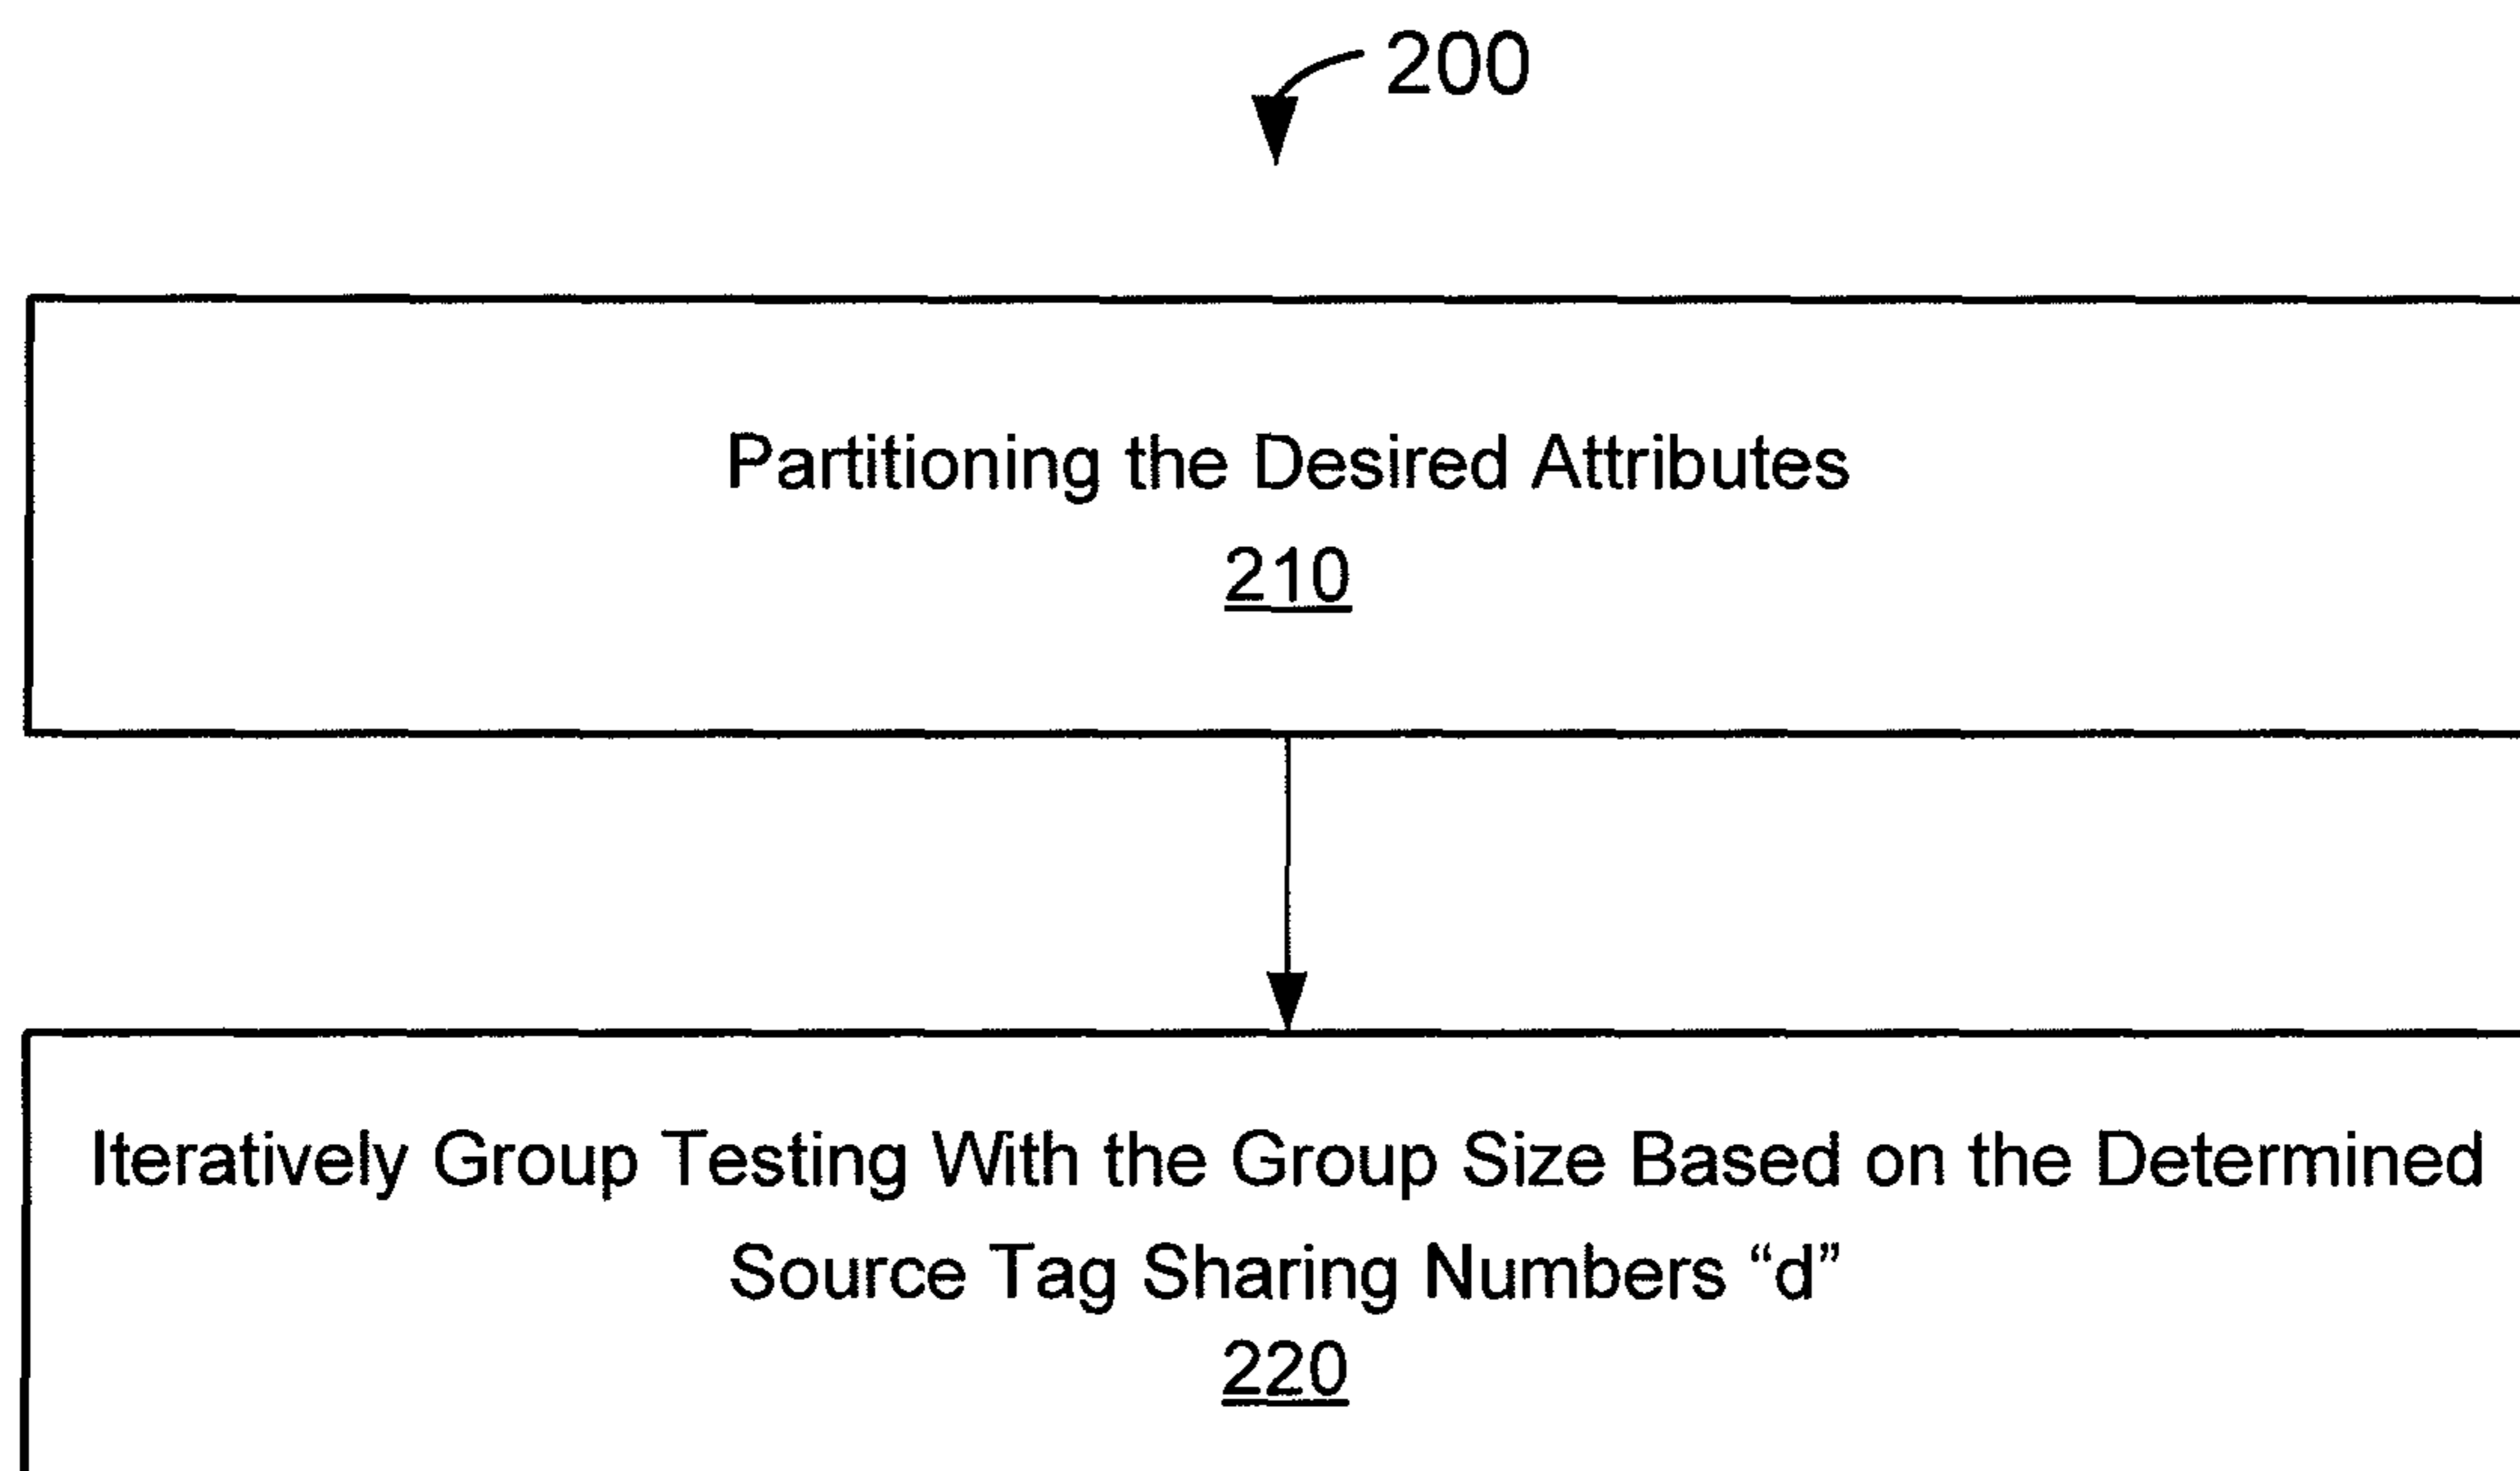 200
Partitioning the Desired Attributes
210
Iteratively Group Testing With the Group Size Based on the Determined
Source Tag Sharing Numbers “d”
220